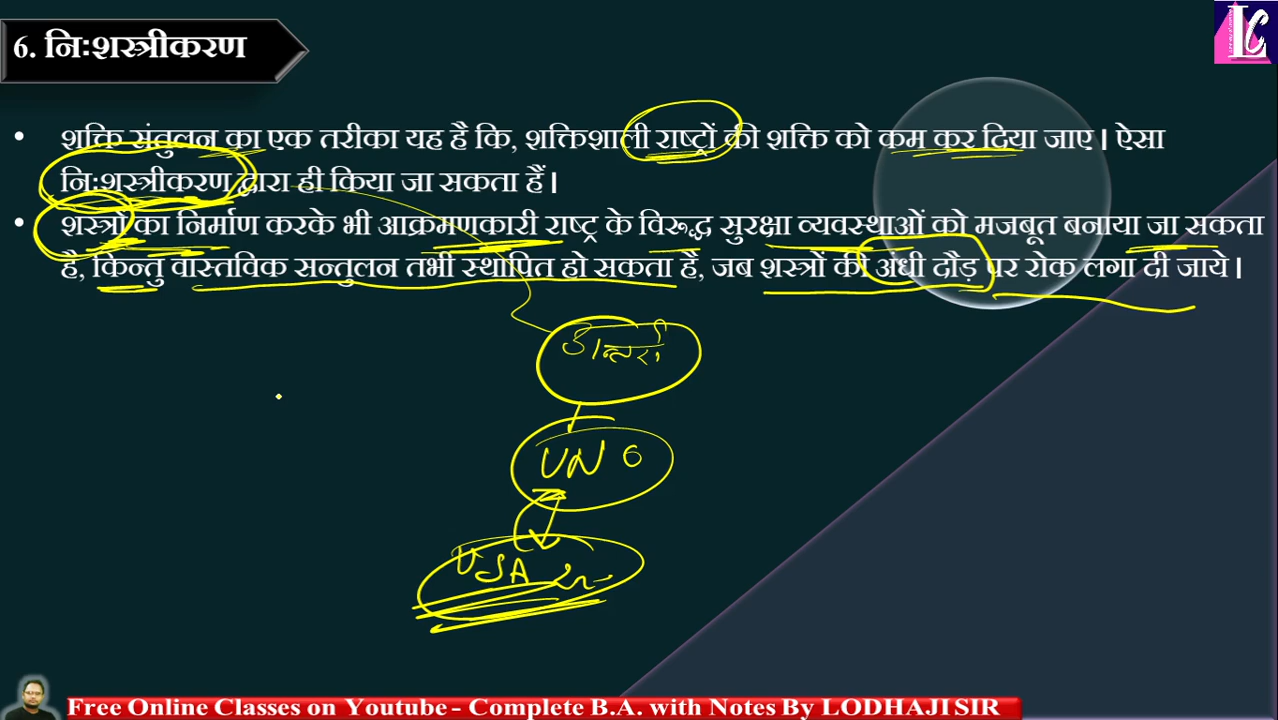 6. निःशस्त्रीकरण
LC
• शक्ति संतुलन का एक तरीका यह है कि, शक्तिशाली राष्ट्रों की शक्ति को कम कर दिया जाए। ऐसा
निःशस्त्रीकरण द्वारा ही किया जा सकता हैं।
• शस्त्रों का निर्माण करके भी आक्रमणकारी राष्ट्र के विरूद्ध सुरक्षा व्यवस्थाओं को मजबूत बनाया जा सकता
है, किन्तु वास्तविक सन्तुलन तभी स्थापित हो सकता है, जब शस्त्रों की अधी दौड़ पर रोक लगा दी जाये।
UNO
USA
Free Online Classes on Youtube - Complete B.A. with Notes By LODHAJI SIR